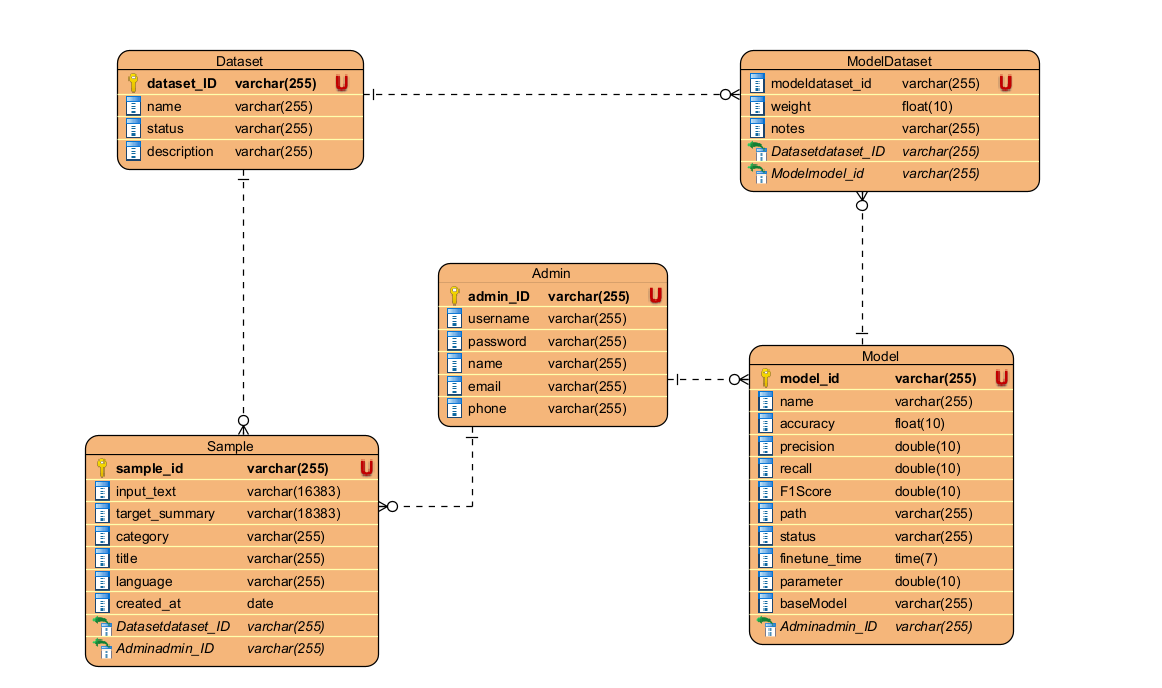 Dataset
dataset_ID varchar(255) U
name varchar(255)
status varchar(255)
description varchar(255)
ModelDataset
modeldataset_id varchar(255) U
weight float(10)
notes varchar(255)
Datasetdataset_ID varchar(255)
Modelmodel_id varchar(255)
Admin
admin_ID varchar(255) U
username varchar(255)
password varchar(255)
name varchar(255)
email varchar(255)
phone varchar(255)
Model
model_id varchar(255) U
name varchar(255)
accuracy float(10)
precision double(10)
recall double(10)
F1Score double(10)
path varchar(255)
status varchar(255)
finetune_time time(7)
parameter double(10)
baseModel varchar(255)
Adminadmin_ID varchar(255)
Sample
sample_id varchar(255) U
input_text varchar(16383)
target_summary varchar(18383)
category varchar(255)
title varchar(255)
language varchar(255)
created_at date
Datasetdataset_ID varchar(255)
Adminadmin_ID varchar(255)